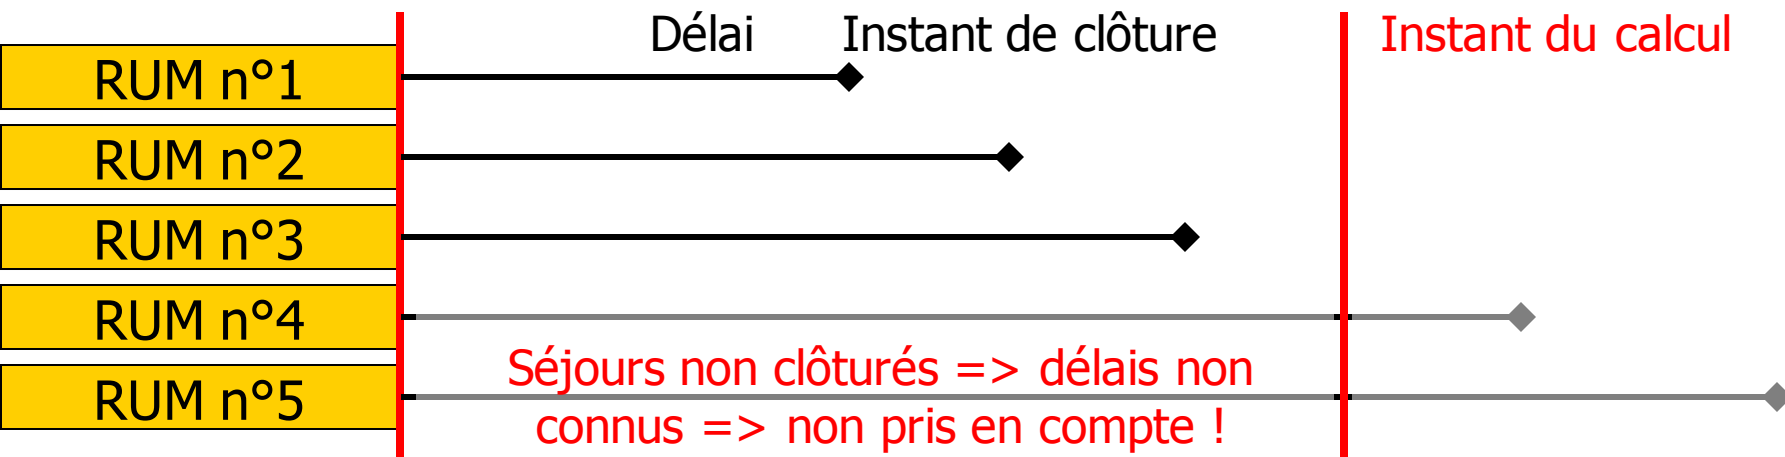 Délai
Instant de clôture
Instant du calcul
RUM n°1
RUM n°2
RUM n°3
RUM n°4
RUM n°5
Séjours non clôturés => délais non
connus => non pris en compte !